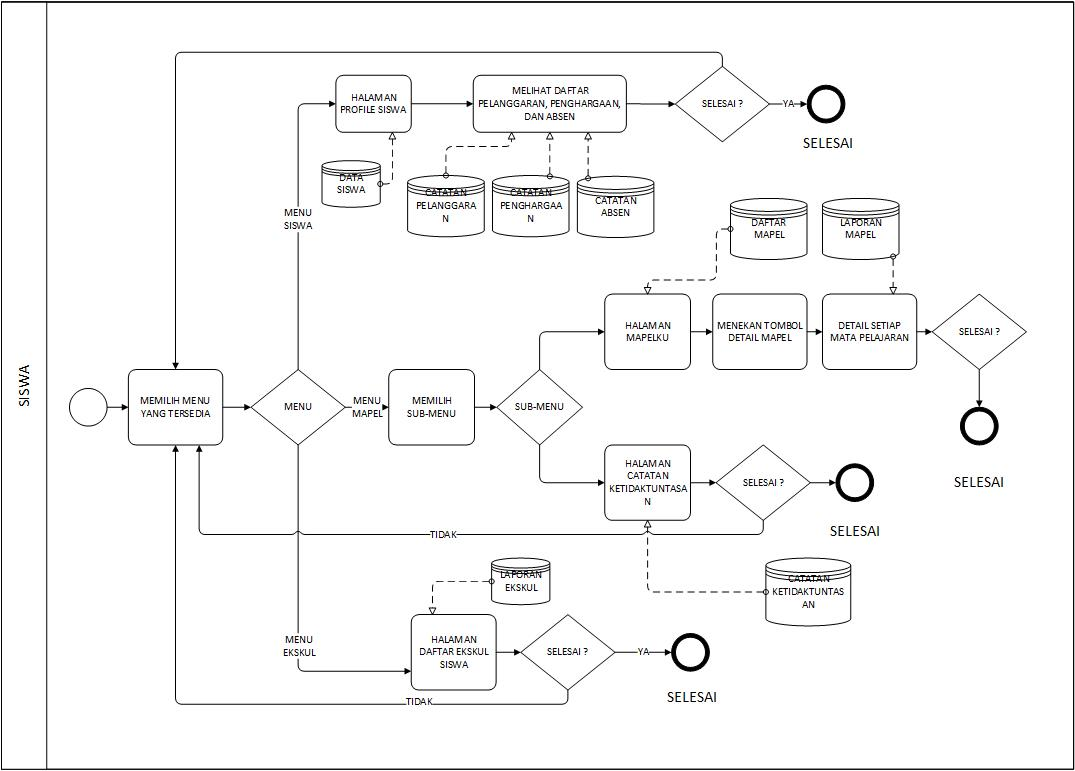 SISWA
HALAMAN
PROFILE SISWA
MELIHAT DAFTAR
PELANGGARAN, PENGHARGAAN,
DAN ABSEN
SELESAI ?
YA
SELESAI
DATA
SISWA
CATATAN
PELANGGARA
N
CATATAN
PENGHARGAA
N
CATATAN
ABSEN
MENU
SISWA
DAFTAR
MAPEL
LAPORAN
MAPEL
HALAMAN
MAPELKU
MENEKAN TOMBOL
DETAIL MAPEL
DETAIL SETIAP
MATA PELAJARAN
SELESAI ?
SELESAI
MEMILIH MENU
YANG TERSEDIA
MENU
MENU
MAPEL
MEMILIH
SUB-MENU
SUB-MENU
HALAMAN
CATATAN
KETIDAKTUNTASA
N
SELESAI ?
SELESAI
TIDAK
LAPORAN
EKSKUL
CATATAN
KETIDAKTUNTAS
AN
MENU
EKSKUL
HALAMAN
DAFTAR EKSKUL
SISWA
SELESAI ?
YA
SELESAI
TIDAK